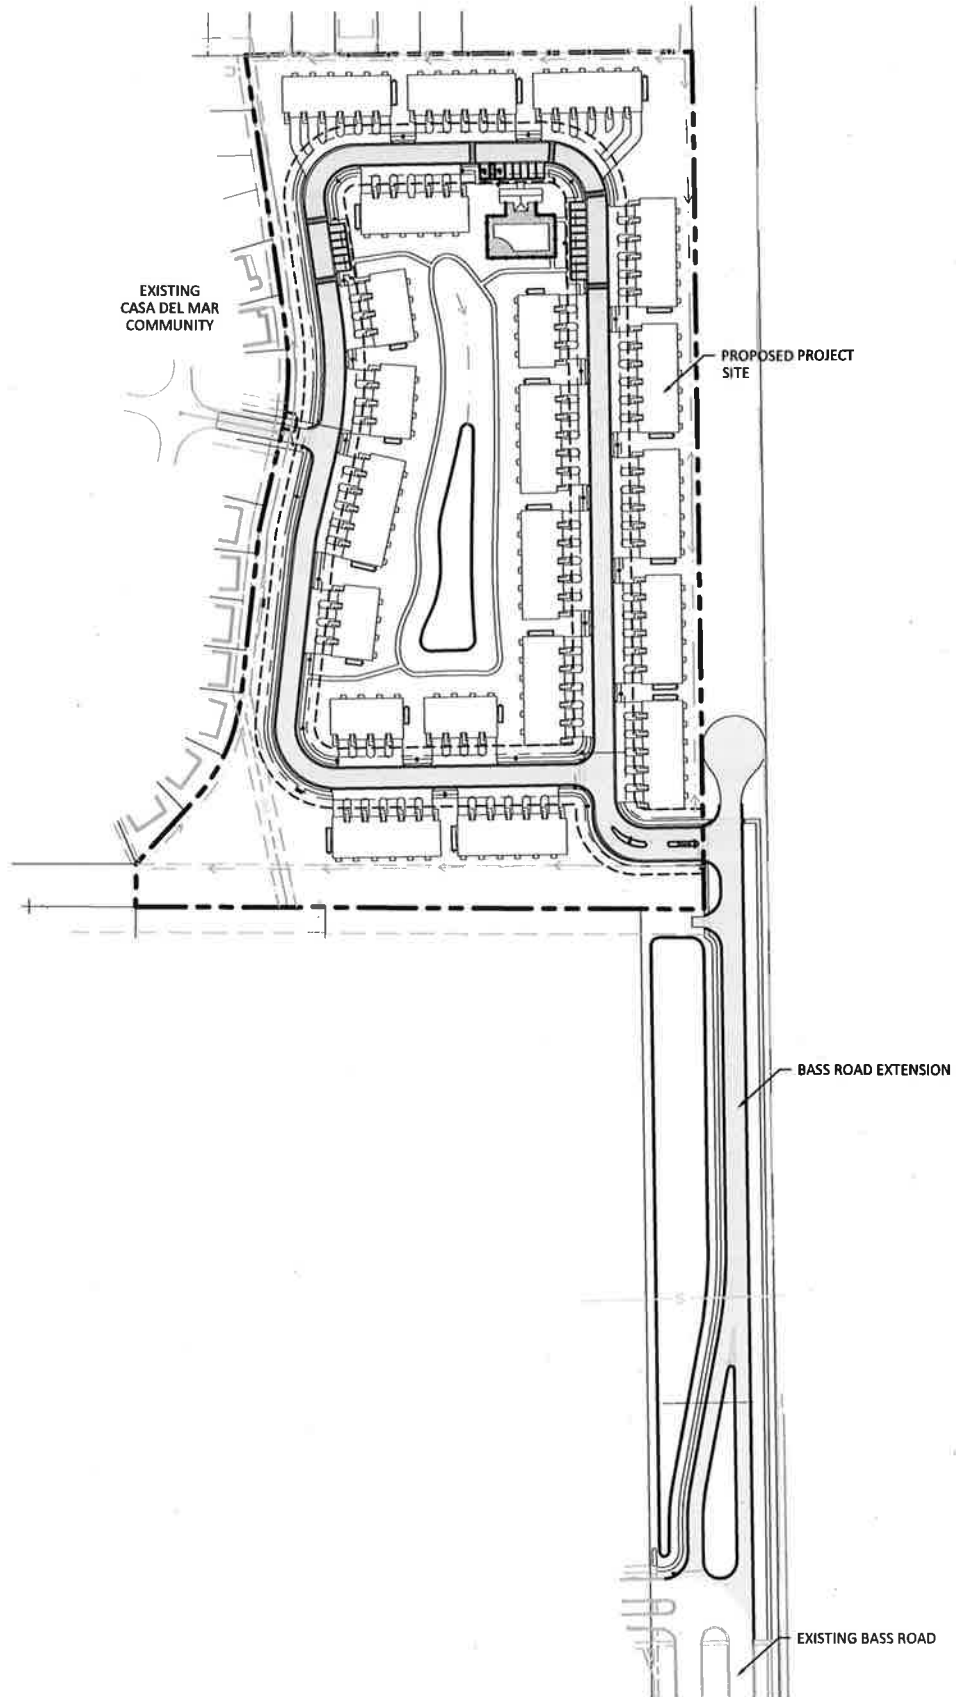 EXISTING
CASA DEL MAR
COMMUNITY
PROPOSED PROJECT
SITE
BASS ROAD EXTENSION
EXISTING BASS ROAD